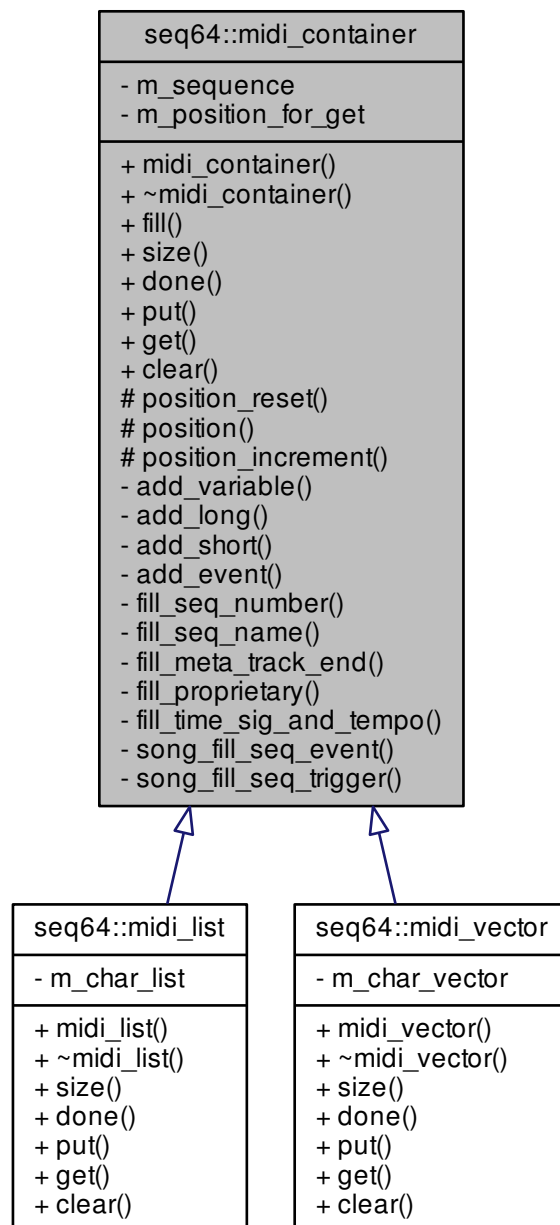 seq64::midi_container
- m_sequence
- m_position_for_get
+ midi_container()
+ ~midi_container()
+ fill()
+ size()
+ done()
+ put()
+ get()
+ clear()
# position_reset()
# position()
# position_increment()
- add_variable()
- add_long()
- add_short()
- add_event()
- fill_seq_number()
- fill_seq_name()
- fill_meta_track_end()
- fill_proprietary()
- fill_time_sig_and_tempo()
- song_fill_seq_event()
- song_fill_seq_trigger()
seq64::midi_list
- m_char_list
+ midi_list()
+ ~midi_list()
+ size()
+ done()
+ put()
+ get()
+ clear()
seq64::midi_vector
- m_char_vector
+ midi_vector()
+ ~midi_vector()
+ size()
+ done()
+ put()
+ get()
+ clear()